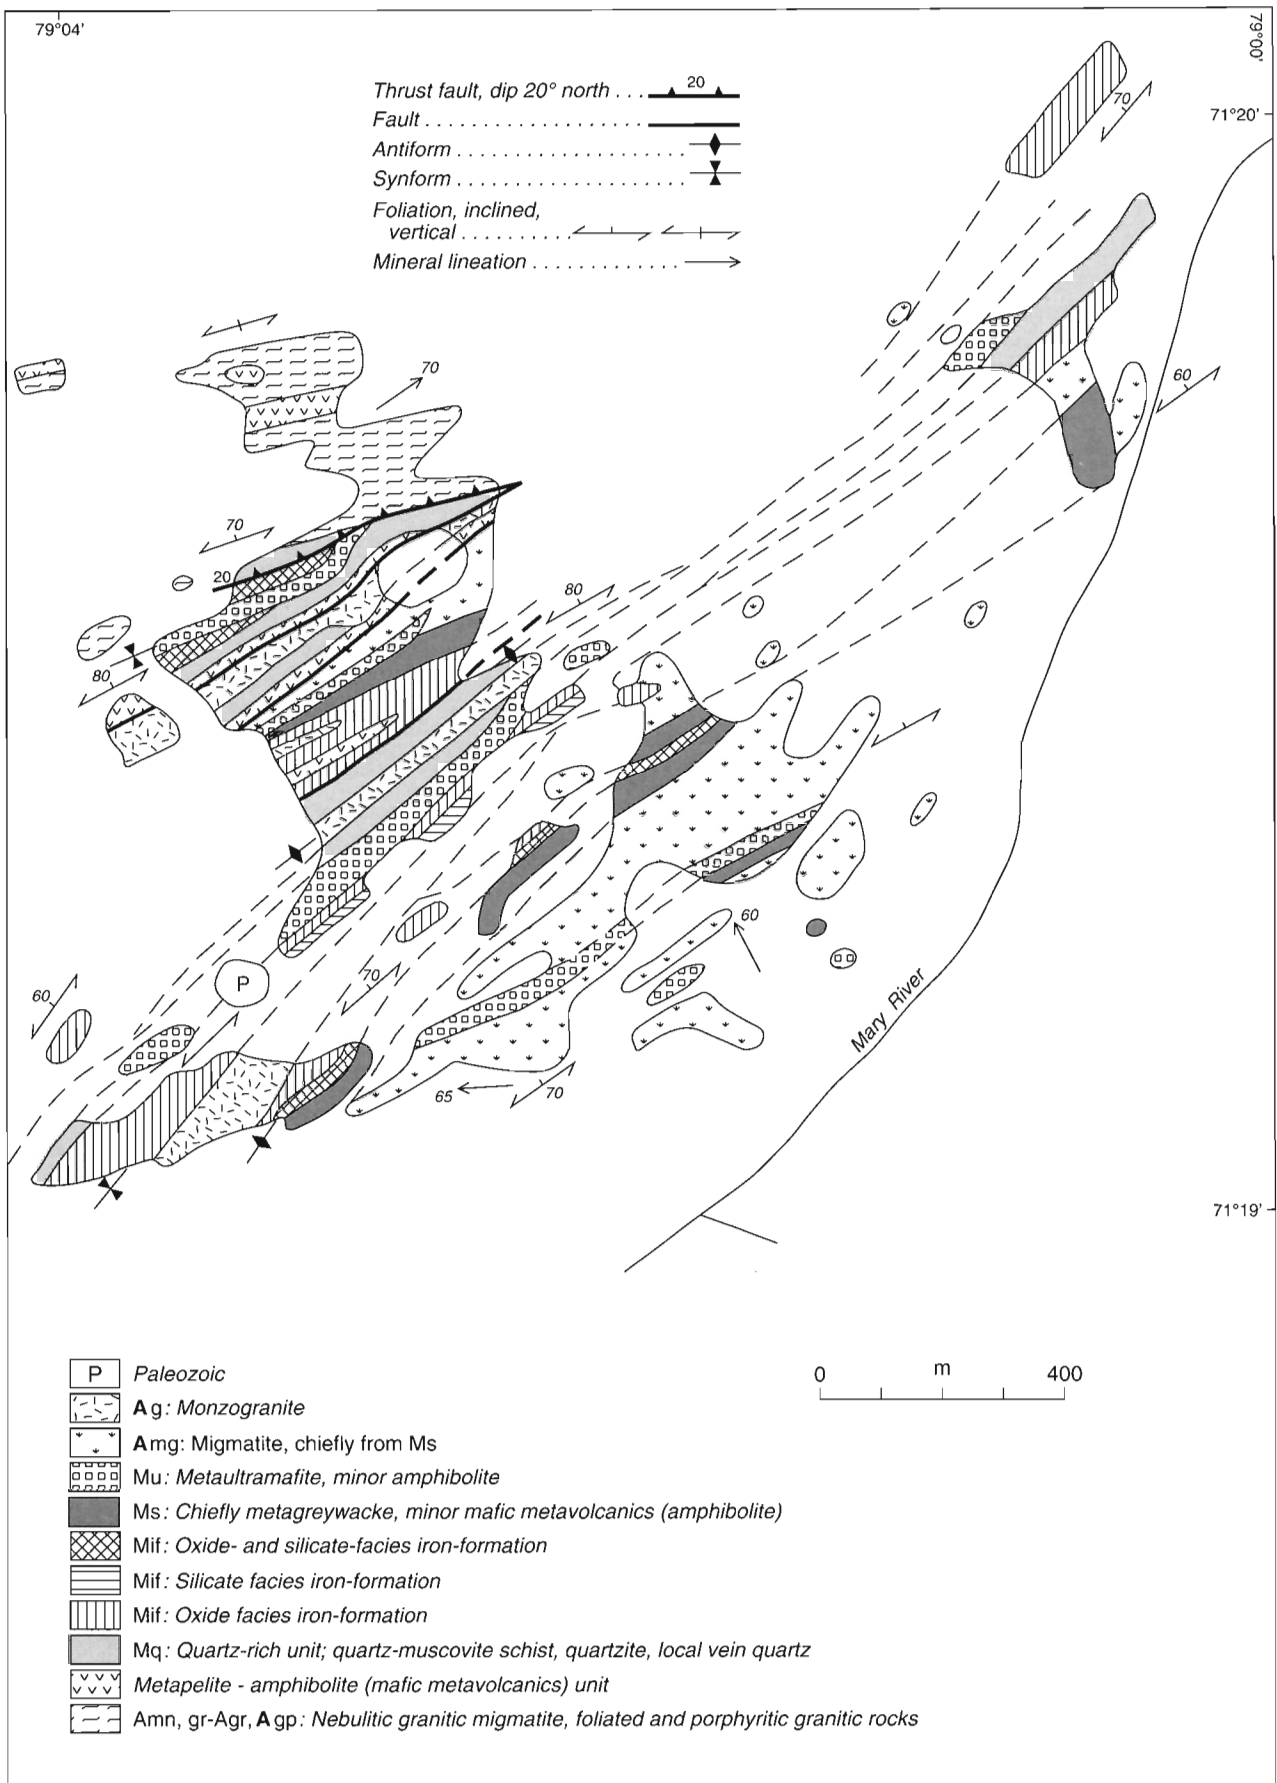 79°04'
79°00'
Thrust fault, dip 20° north . . . 20
Fault
Antiform
Synform
Foliation, inclined,
vertical
Mineral lineation
70
71°20'
70
60
70
20
80
80
60
70
60
65
70
Mary River
P
71°19'
P Paleozoic
Ag: Monzogranite
Amg: Migmatite, chiefly from Ms
Mu: Metaultramafite, minor amphibolite
Ms: Chiefly metagreywacke, minor mafic metavolcanics (amphibolite)
Mif: Oxide- and silicate-facies iron-formation
Mif: Silicate facies iron-formation
Mif: Oxide facies iron-formation
Mq: Quartz-rich unit; quartz-muscovite schist, quartzite, local vein quartz
Metapelite - amphibolite (mafic metavolcanics) unit
Amn, gr-Agr, Agp: Nebulitic granitic migmatite, foliated and porphyritic granitic rocks
0 m 400